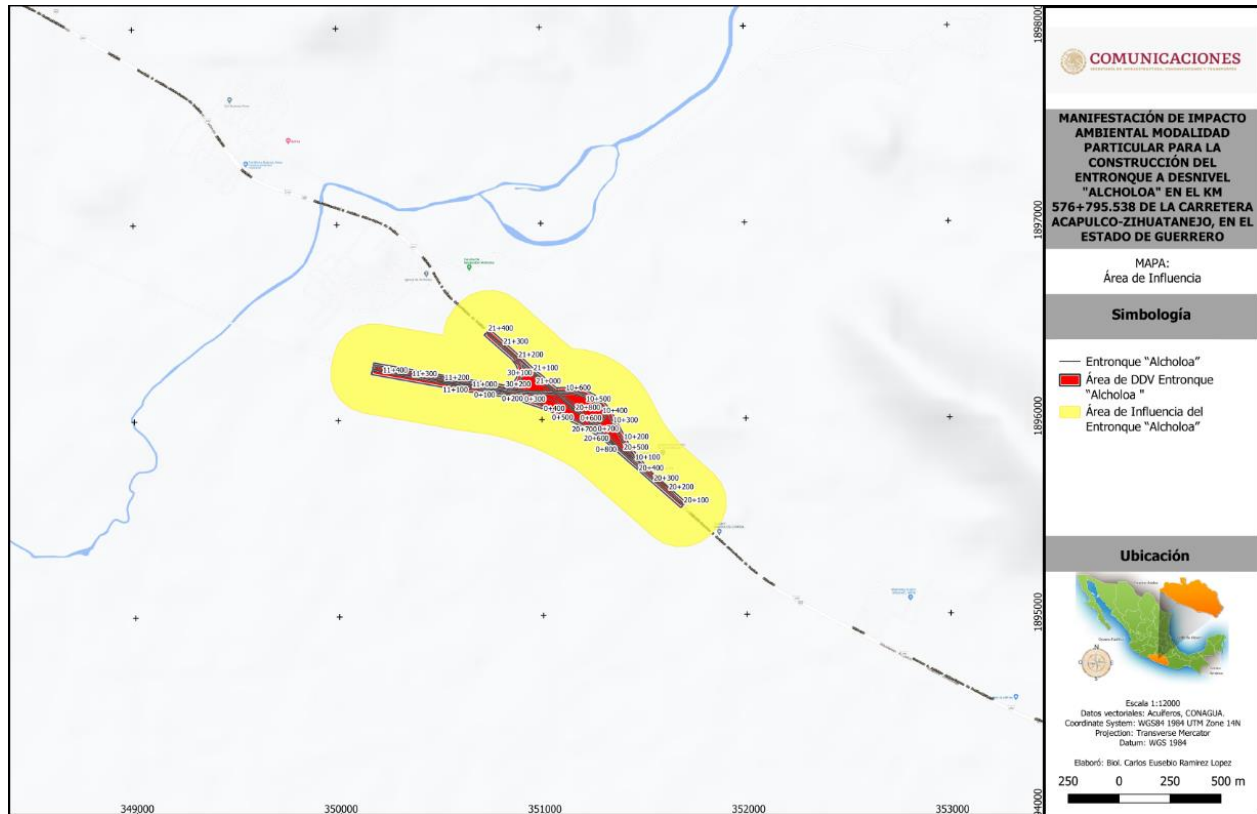 1898000
1897000
1896000
1895000
1894000
349000
350000
351000
352000
353000
21+400
21+300
21+200
21+100
30+100
21+000
30+200
11+400
11+300
11+200
11+100
11+000
0+100
0+200
0+300
0+400
0+500
10+600
10+500
20+800
10+400
0+600
10+300
20+700
0+700
20+600
10+200
0+800
20+500
10+100
20+400
20+300
20+200
20+100
COMUNICACIONES
SECRETARÍA DE INFRAESTRUCTURA, COMUNICACIONES Y TRANSPORTES
MANIFESTACIÓN DE IMPACTO
AMBIENTAL MODALIDAD
PARTICULAR PARA LA
CONSTRUCCIÓN DEL
ENTRONQUE A DESNIVEL
"ALCHOLOA" EN EL KM
576+795.538 DE LA CARRETERA
ACAPULCO-ZIHUATANEJO, EN EL
ESTADO DE GUERRERO
MAPA:
Área de Influencia
Simbología
Entronque "Alcholoa"
Área de DDV Entronque
"Alcholoa "
Área de Influencia del
Entronque "Alcholoa"
Ubicación
N
S
Escala 1:12000
Datos vectoriales: Acuíferos, CONAGUA.
Coordinate System: WGS84 1984 UTM Zone 14N
Projection: Transverse Mercator
Datum: WGS 1984
Elaboró: Biol. Carlos Eusebio Ramirez Lopez
250 0 250 500 m